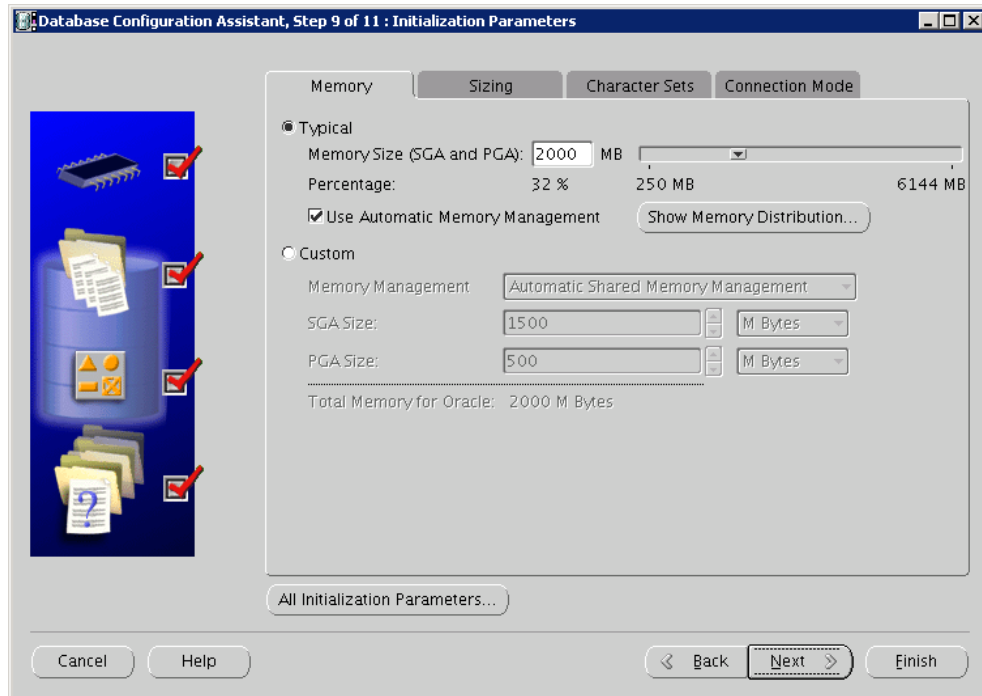 Database Configuration Assistant, Step 9 of 11 : Initialization Parameters
Memory Sizing Character Sets Connection Mode
Typical
Memory Size (SGA and PGA): 2000 MB
Percentage: 32 % 250 MB 6144 MB
Use Automatic Memory Management Show Memory Distribution...
Custom
Memory Management Automatic Shared Memory Management
SGA Size: 1500 M Bytes
PGA Size: 500 M Bytes
Total Memory for Oracle: 2000 M Bytes
?
All Initialization Parameters...
Cancel Help Back Next Finish